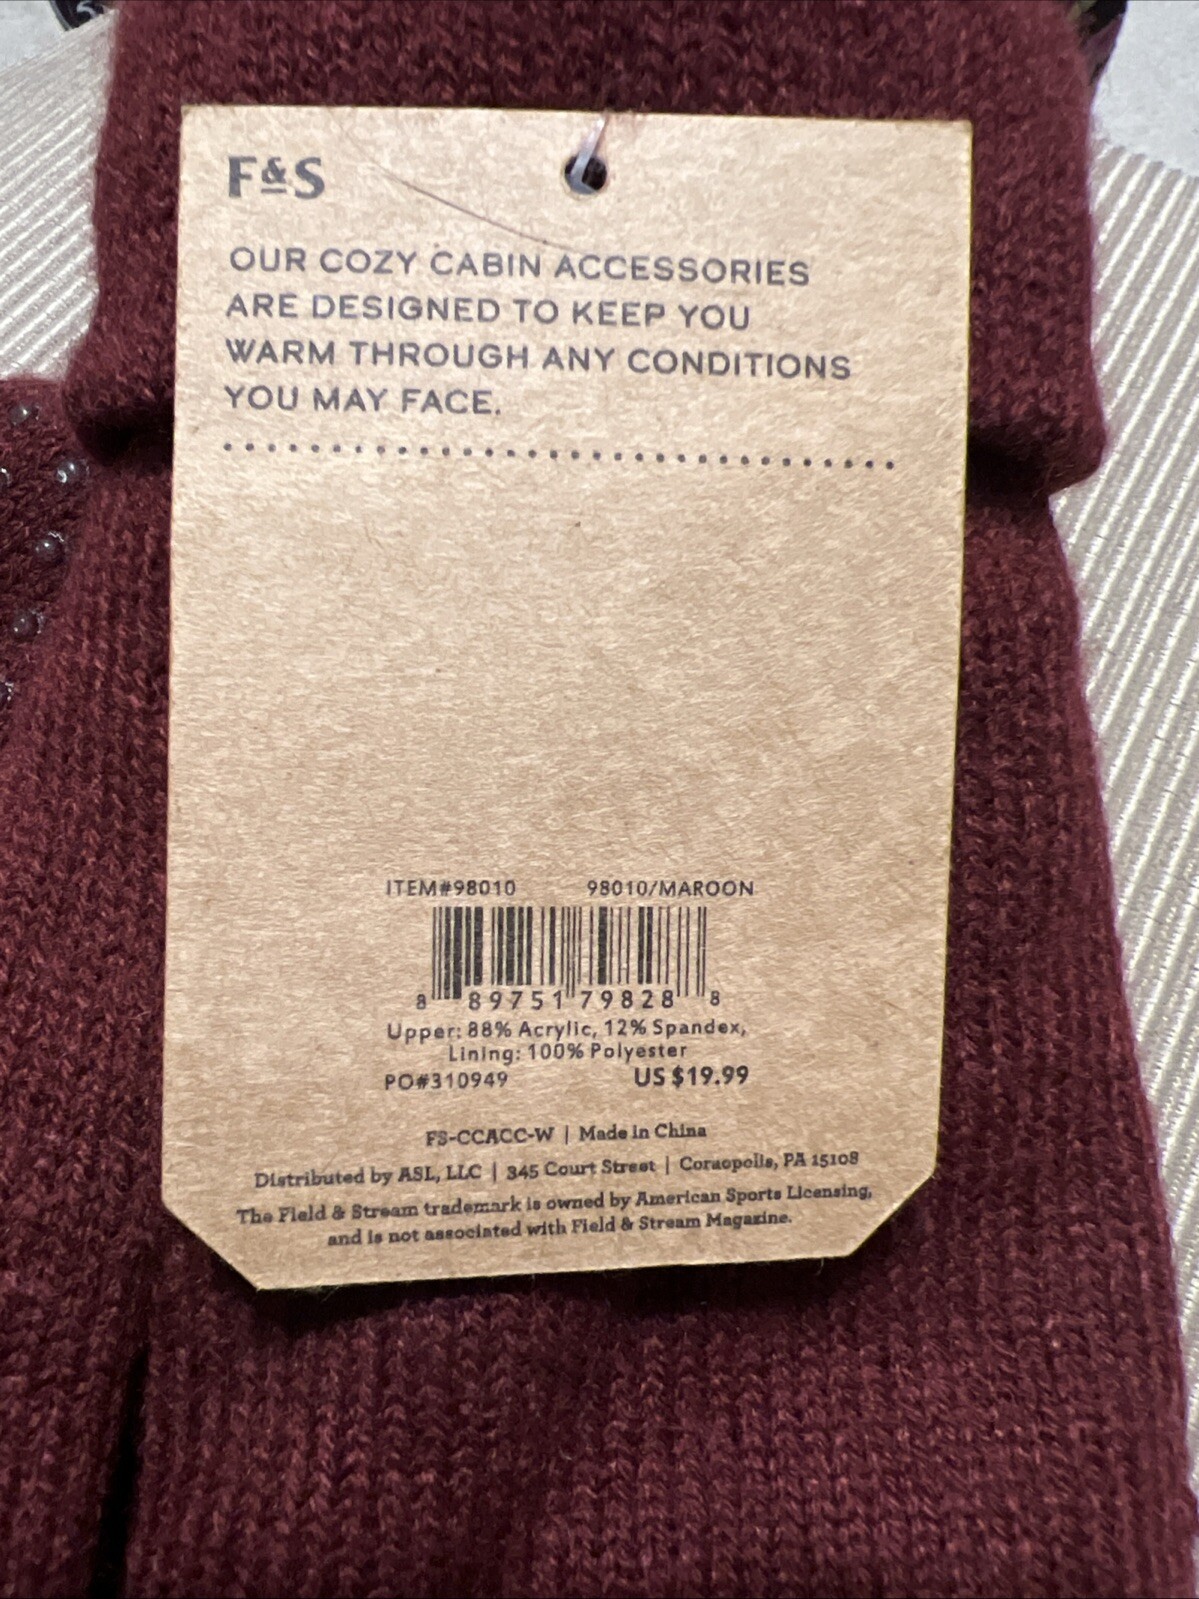 F&S
OUR COZY CABIN ACCESSORIES
ARE DESIGNED TO KEEP YOU
WARM THROUGH ANY CONDITIONS
YOU MAY FACE.
ITEM#98010 98010/MAROON
8 89751 79828 8
Upper: 88% Acrylic, 12% Spandex,
Lining: 100% Polyester
PO#310949 US $19.99
FS-CCACC-W | Made in China
Distributed by ASL, LLC | 345 Court Street | Coraopolis, PA 15108
The Field & Stream trademark is owned by American Sports Licensing,
and is not associated with Field & Stream Magazine.